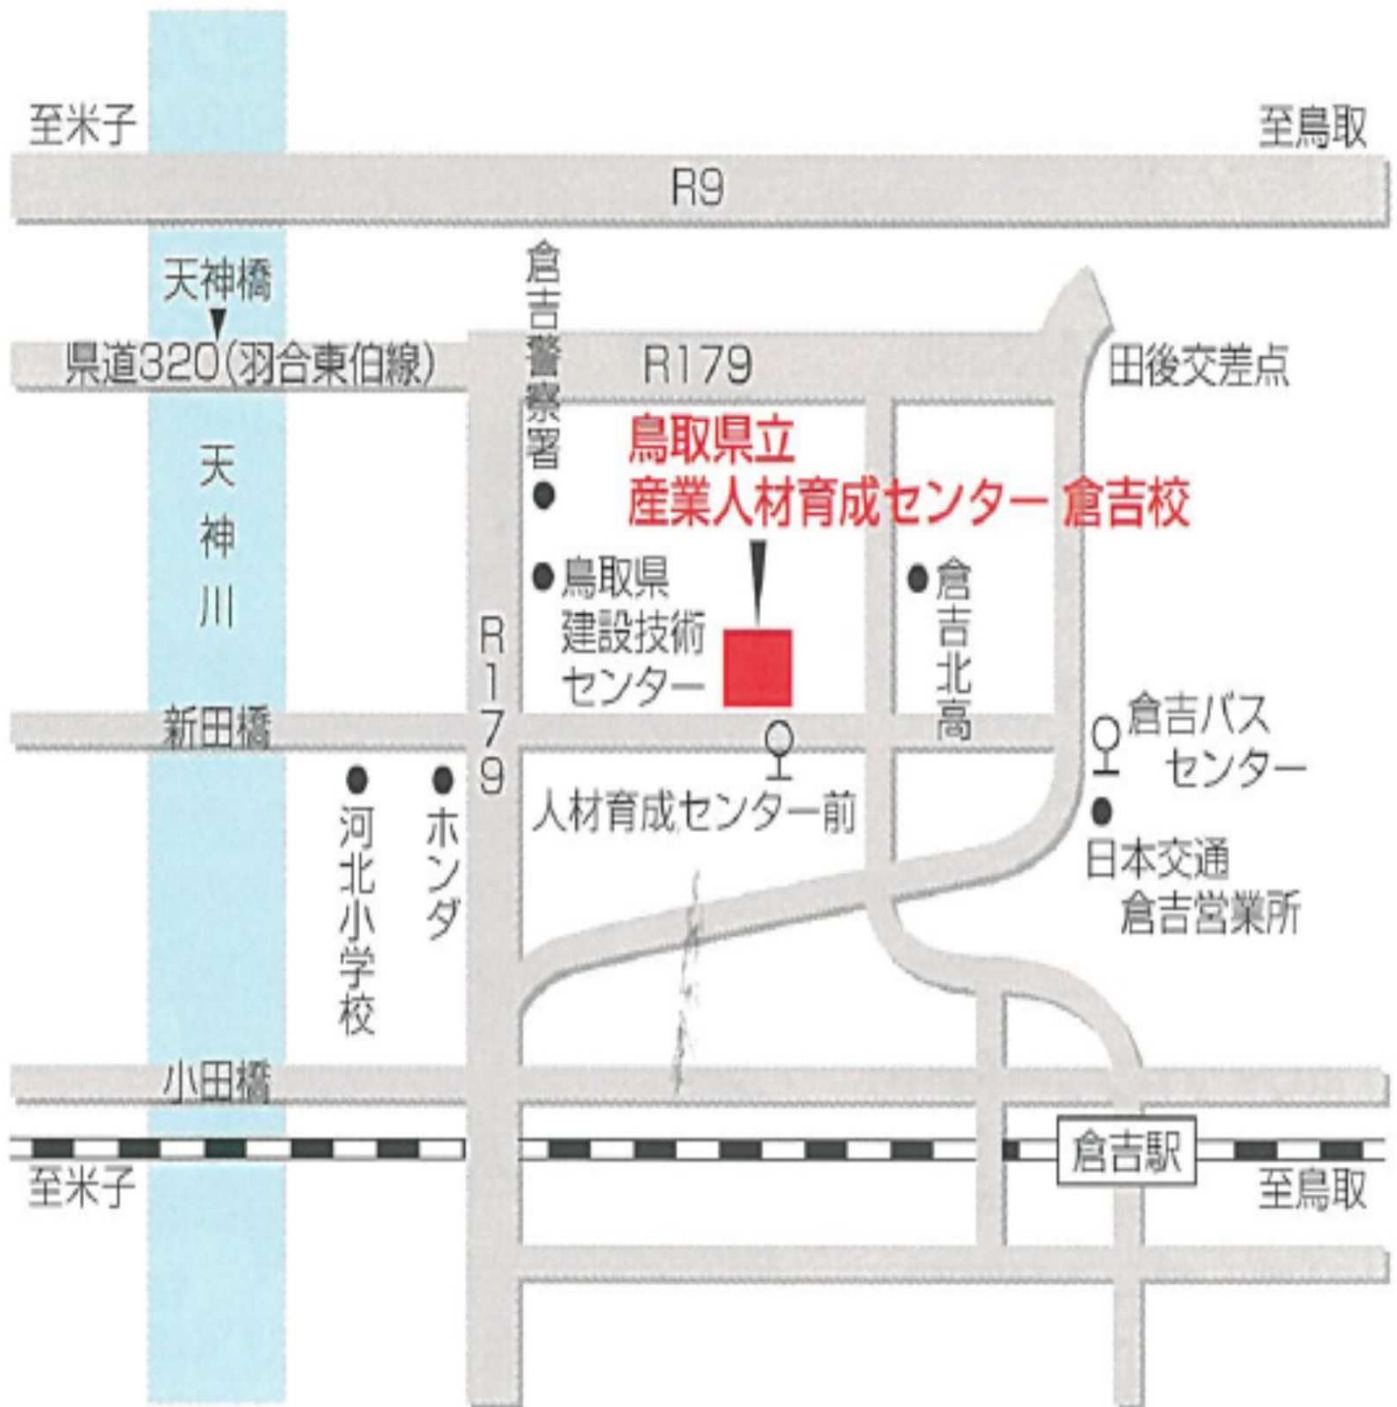 至米子
至鳥取
R9
天神橋
倉吉警察署
県道320(羽合東伯線)
R179
田後交差点
鳥取県立
産業人材育成センター 倉吉校
天神川
鳥取県
建設技術
センター
倉吉北高
R179
新田橋
倉吉バス
センター
人材育成センター前
河北小学校
ホンダ
日本交通
倉吉営業所
小田橋
倉吉駅
至米子
至鳥取